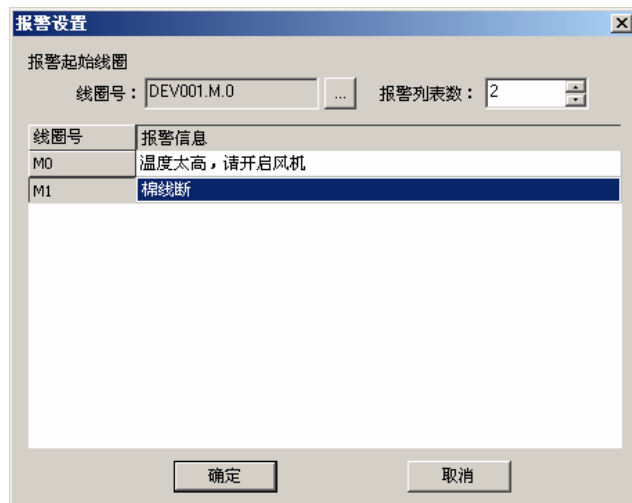 报警设置
报警起始线圈
线圈号：DEV001.M.0 ... 报警列表数：2
线圈号 报警信息
M0 温度太高，请开启风机
M1 棉线断
确定 取消